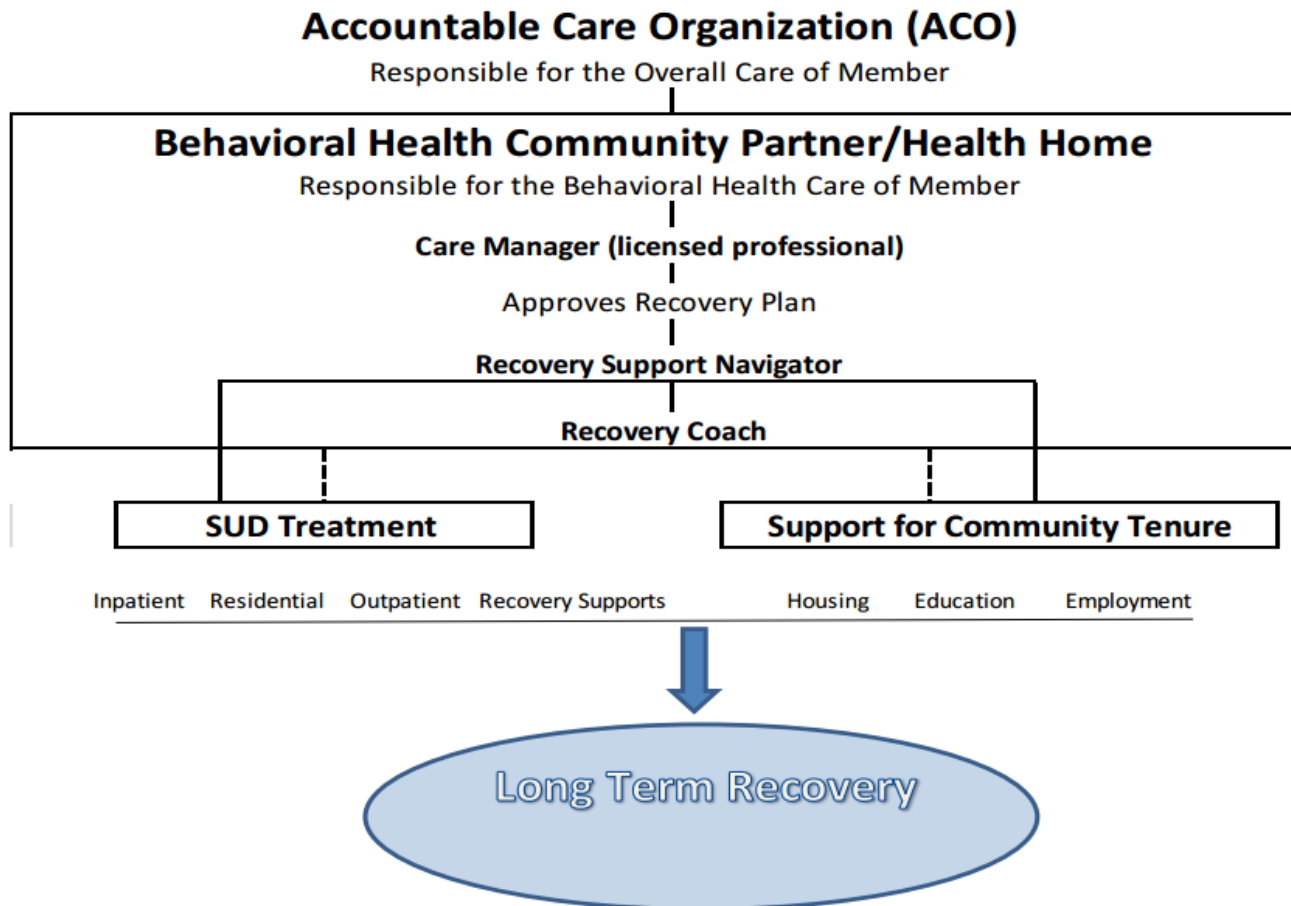 Accountable Care Organization (ACO)
Responsible for the Overall Care of Member
Behavioral Health Community Partner/Health Home
Responsible for the Behavioral Health Care of Member
Care Manager (licensed professional)
Approves Recovery Plan
Recovery Support Navigator
Recovery Coach
SUD Treatment
Support for Community Tenure
Inpatient Residential Outpatient Recovery Supports Housing Education Employment
Long Term Recovery